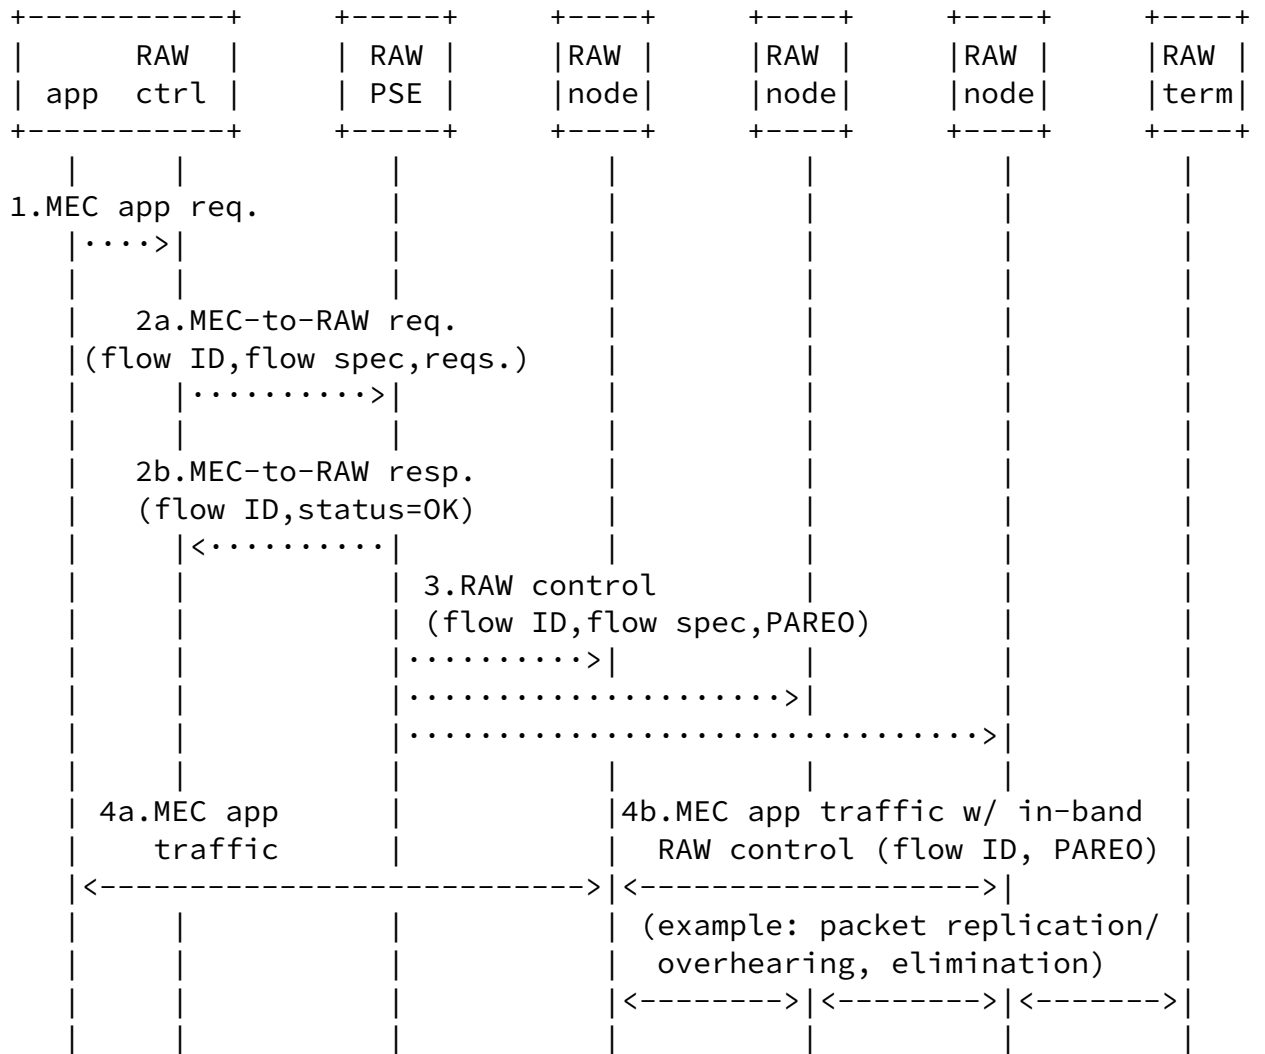 +-----------+     +-----+     +----+     +----+     +----+     +----+
|      RAW  |     | RAW |     |RAW |     |RAW |     |RAW |     |RAW |
| app  ctrl |     | PSE |     |node|     |node|     |node|     |term|
+-----------+     +-----+     +----+     +----+     +----+     +----+
   |     |           |           |          |          |         |
1.MEC app req.       |           |          |          |         |
   |····>|           |           |          |          |         |
   |     |           |           |          |          |         |
   |   2a.MEC-to-RAW req.        |          |          |         |
   |(flow ID,flow spec,reqs.)    |          |          |         |
   |     |··········>|           |          |          |         |
   |     |           |           |          |          |         |
   |   2b.MEC-to-RAW resp.       |          |          |         |
   |   (flow ID,status=OK)       |          |          |         |
   |     |<··········|           |          |          |         |
   |     |           | 3.RAW control        |          |         |
   |     |           | (flow ID,flow spec,PAREO)       |         |
   |     |           |··········>|          |          |         |
   |     |           |·····················>|          |         |
   |     |           |································>|         |
   |     |           |           |          |          |         |
   | 4a.MEC app      |           |4b.MEC app traffic w/ in-band  |
   |    traffic      |           |  RAW control (flow ID, PAREO) |
   |<--------------------------->|<------------------->|         |
   |     |           |           | (example: packet replication/ |
   |     |           |           |  overhearing, elimination)    |
   |     |           |           |<-------->|<-------->|<------->|
   |     |           |           |          |          |         |